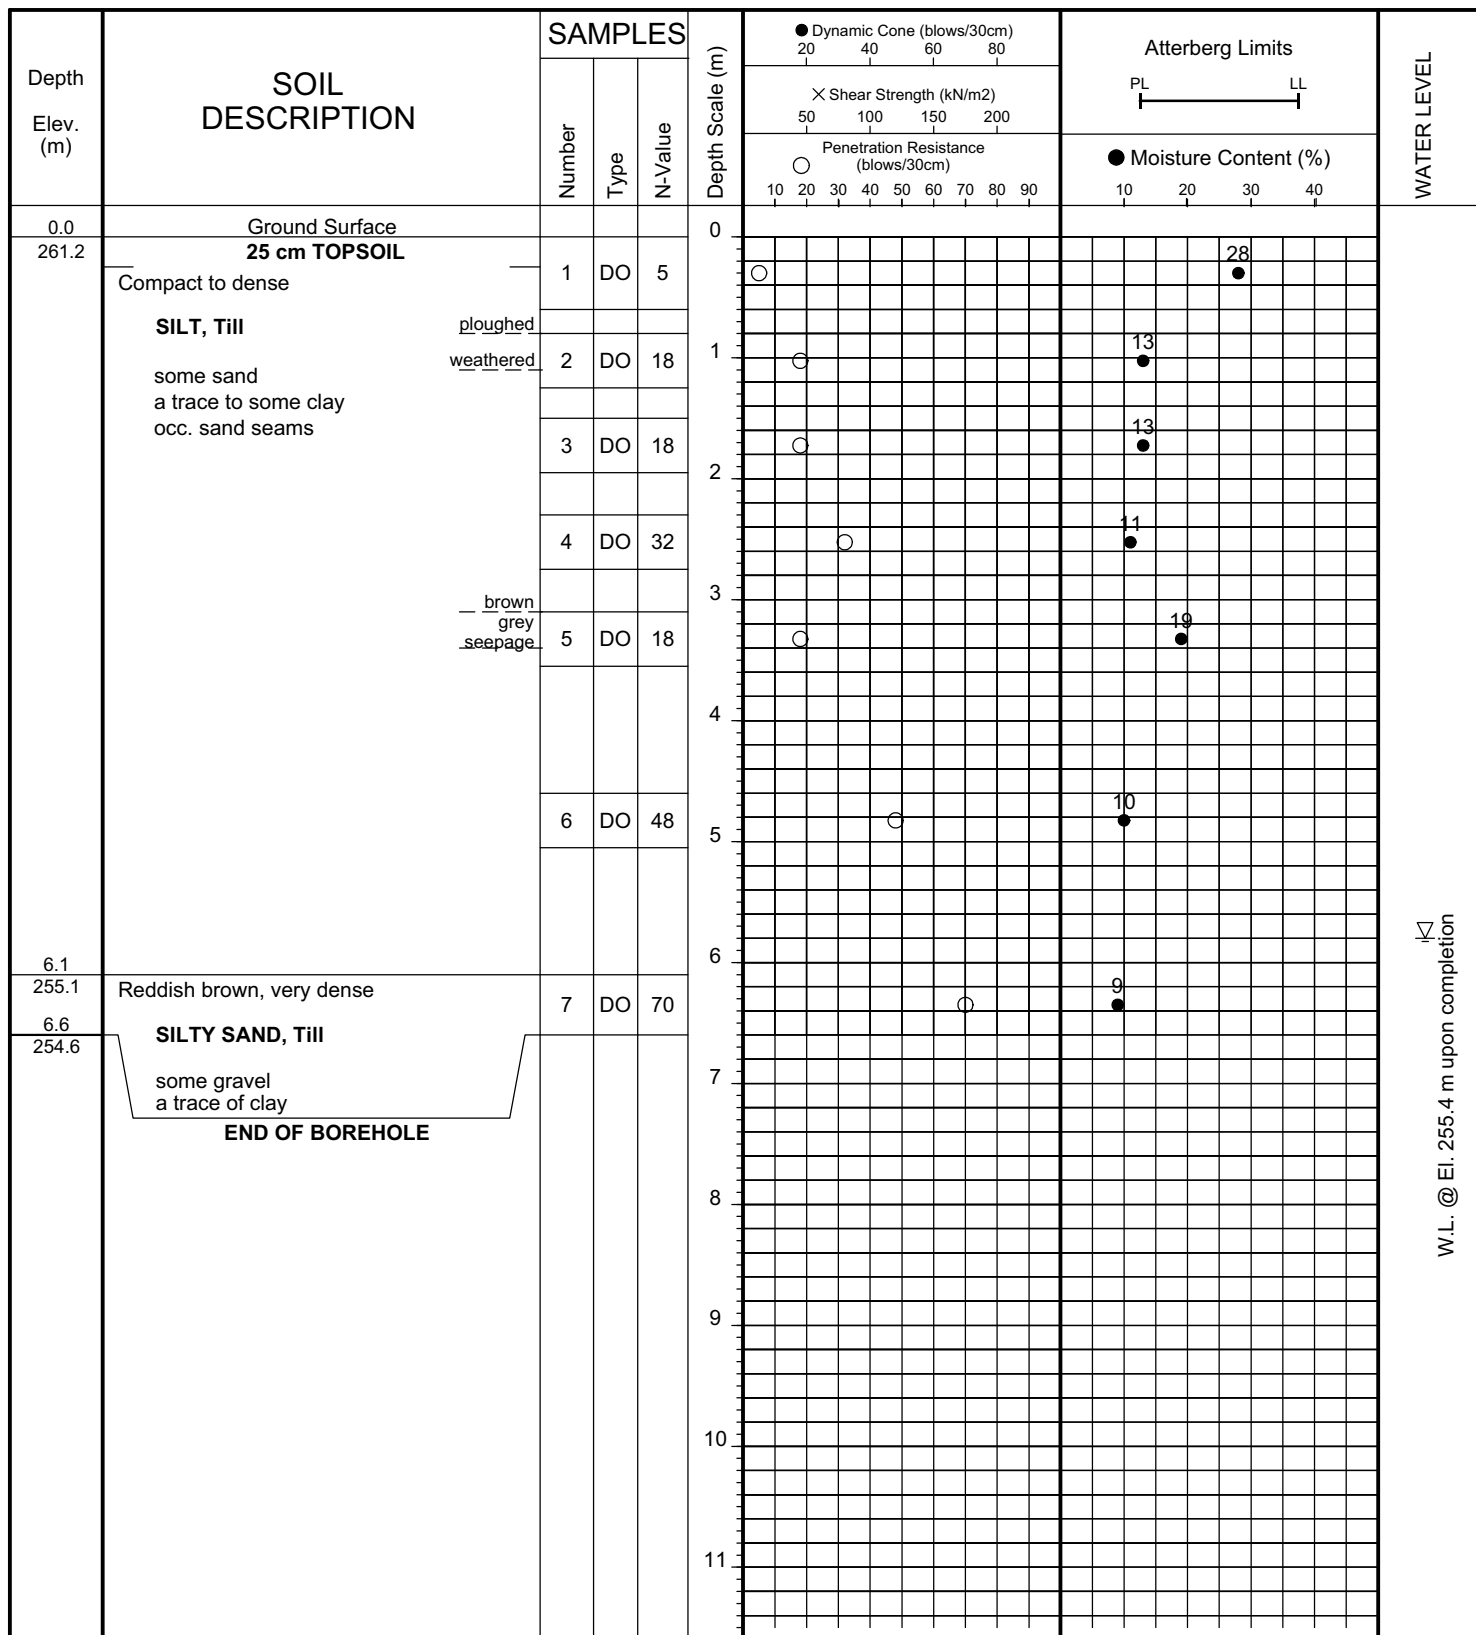 Depth
Elev.
(m)
SOIL
DESCRIPTION
SAMPLES
Number
Type
N-Value
Depth Scale (m)
Dynamic Cone (blows/30cm)
20 40 60 80
Shear Strength (kN/m2)
50 100 150 200
Penetration Resistance
(blows/30cm)
10 20 30 40 50 60 70 80 90
Atterberg Limits
PL LL
Moisture Content (%)
10 20 30 40
WATER LEVEL
0.0 Ground Surface 0
261.2 25 cm TOPSOIL
Compact to dense 1 DO 5 28
SILT, Till ploughed
weathered 2 DO 18 1 13
some sand
a trace to some clay
occ. sand seams
3 DO 18 13
2
4 DO 32 11
brown 3
grey
seepage 5 DO 18 19
4
6 DO 48 10
5
6.1 6
255.1 Reddish brown, very dense
7 DO 70 9
6.6 SILTY SAND, Till
254.6
some gravel 7
a trace of clay
END OF BOREHOLE
8
9
10
11
W.L. @ El. 255.4 m upon completion